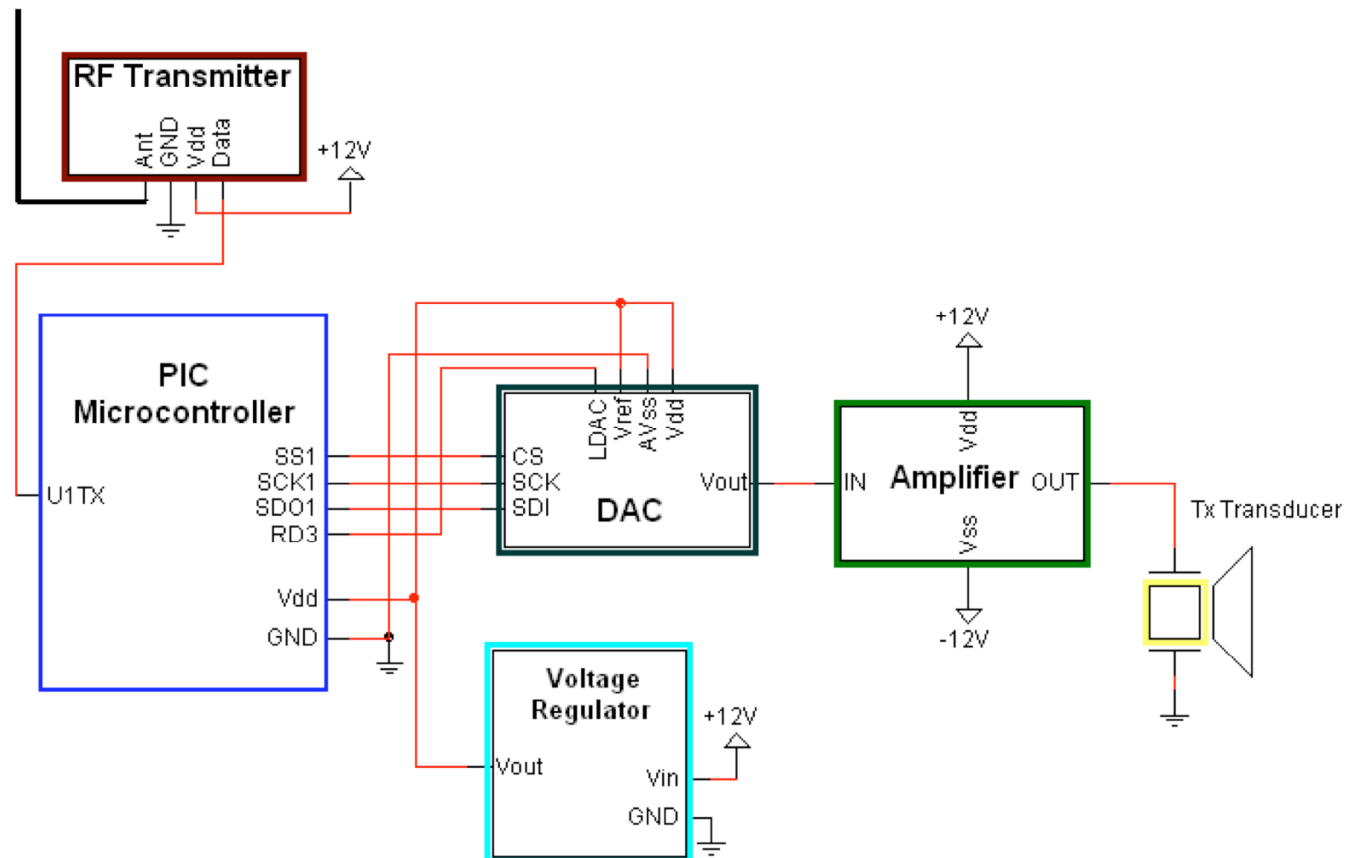 RF Transmitter
Ant
GND
Vdd
Data
+12V
PIC
Microcontroller
U1TX
SS1
SCK1
SDO1
RD3
Vdd
GND
LDAC
Vref
AVss
Vdd
CS
SCK
SDI
DAC
Vout
+12V
Vdd
IN
Amplifier
OUT
Vss
-12V
Tx Transducer
Voltage
Regulator
Vout
Vin
GND
+12V